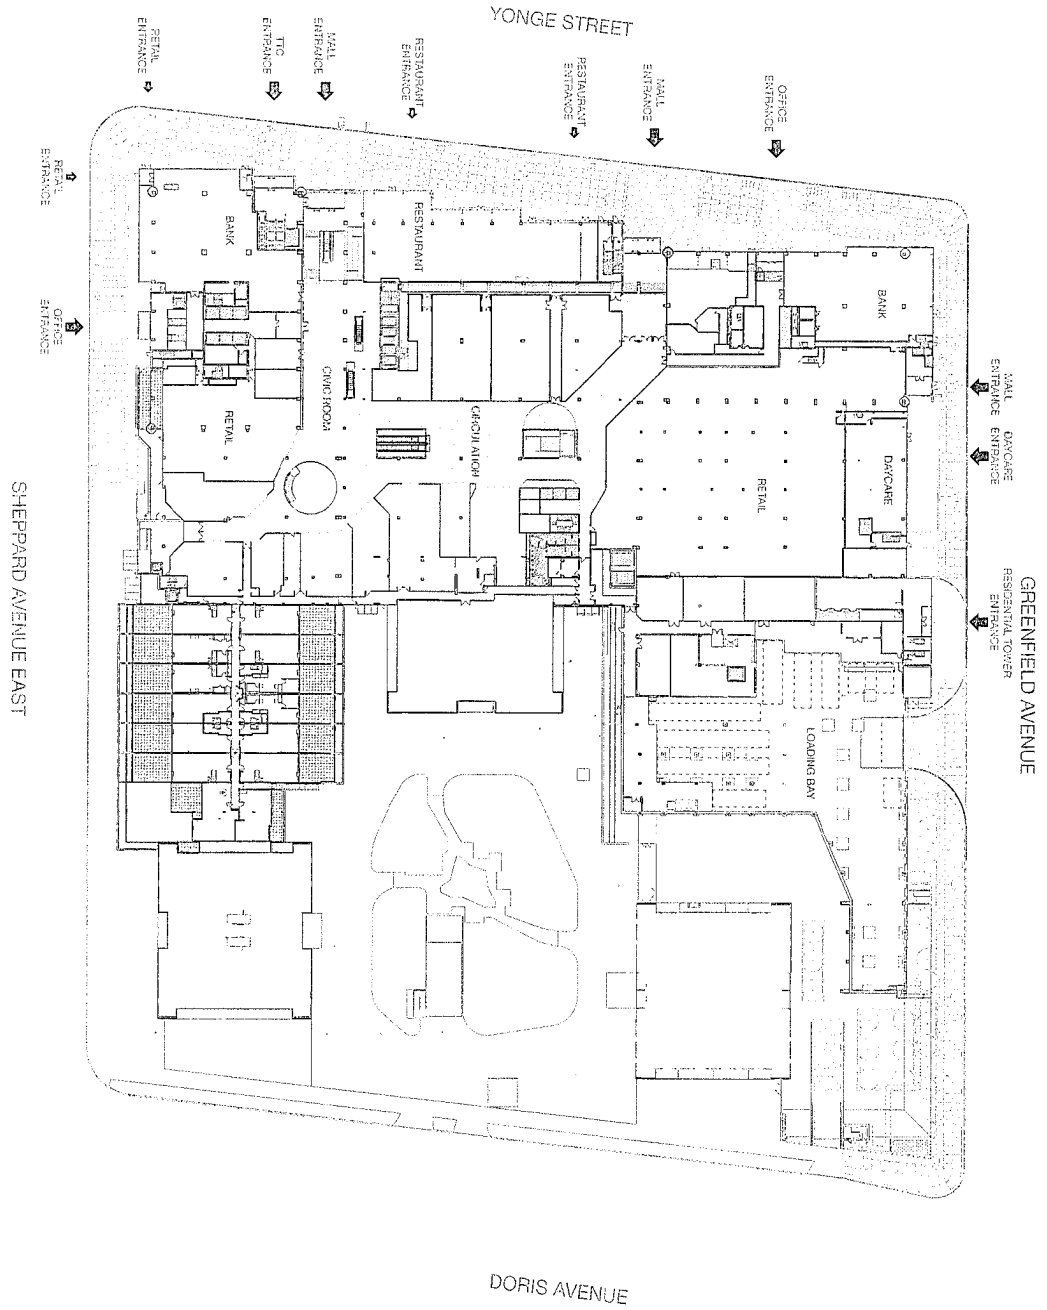 YONGE STREET
RETAIL
ENTRANCE
TTC
ENTRANCE
MALL
ENTRANCE
RESTAURANT
ENTRANCE
RESTAURANT
ENTRANCE
MALL
ENTRANCE
OFFICE
ENTRANCE
RETAIL
ENTRANCE
BANK
RESTAURANT
BANK
OFFICE
ENTRANCE
MALL
ENTRANCE
CIVIC ROOM
RETAIL
CIRCULATION
RETAIL
DAYCARE
DAYCARE
ENTRANCE
SHEPPARD AVENUE EAST
GREENFIELD AVENUE
RESIDENTIAL TOWER
ENTRANCE
LOADING BAY
DORIS AVENUE